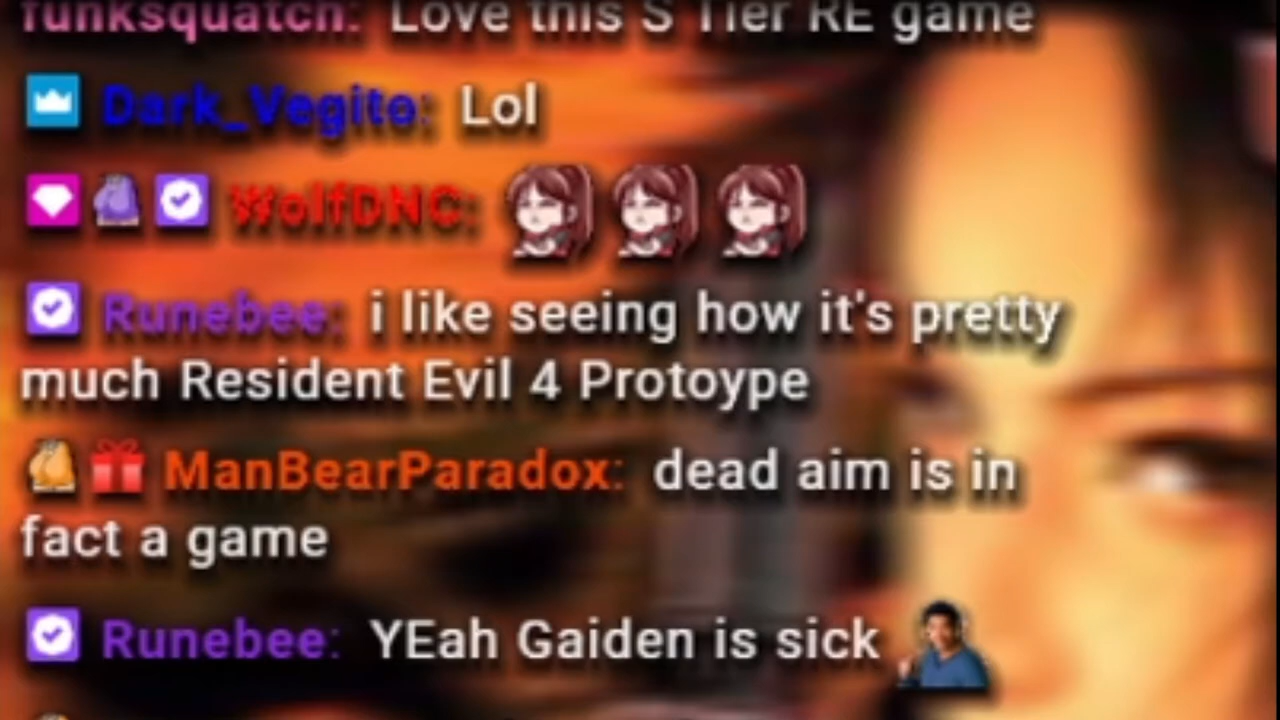 funksquatch: Love this S Tier RE game
Dark_Vegito: Lol
WolfDNC:
Runebee: i like seeing how it's pretty
much Resident Evil 4 Protoype
ManBearParadox: dead aim is in
fact a game
Runebee: YEah Gaiden is sick